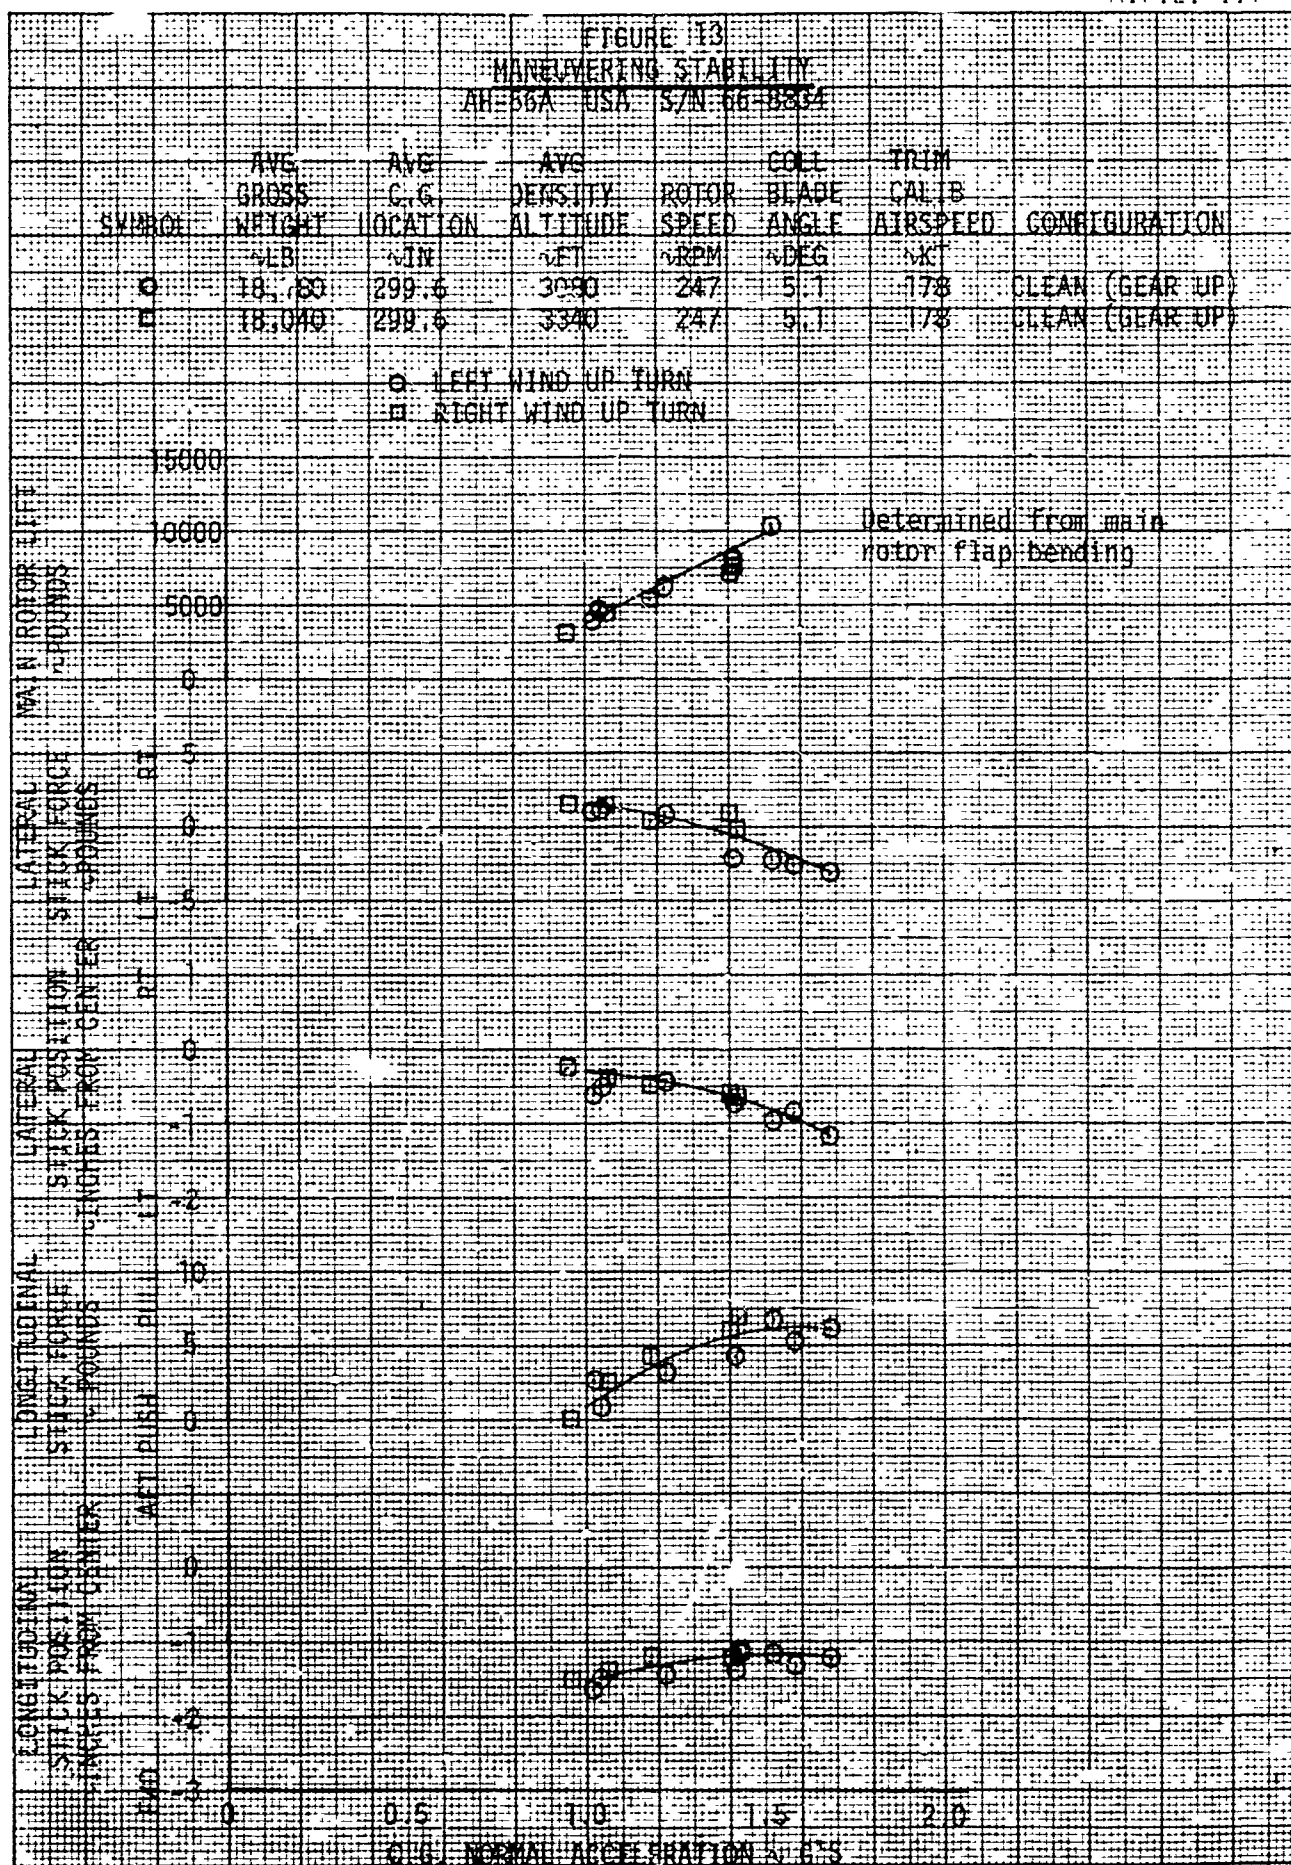 FIGURE 13
MANEUVERING STABILITY
AH-56A USA S/N 66-8834
AVG AVG AVG COLL TRIM
GROSS C.G. DENSITY ROTOR BLADE CALIB
SYMBOL WEIGHT LOCATION ALTITUDE SPEED ANGLE AIRSPEED CONFIGURATION
~LB ~IN ~FT ~RPM ~DEG ~KT
299.6 3080 247 5.1 178 CLEAN (GEAR UP)
18,040 299.6 3340 247 5.1 178 CLEAN (GEAR UP)
LEFT WIND UP TURN
RIGHT WIND UP TURN
MAIN ROTOR LIFT
~POUNDS
15000
10000
5000
0
Determined from main
rotor flap bending
LATERAL
STICK FORCE
~POUNDS
RT
LT
5
0
5
LATERAL
STICK POSITION
~INCHES FROM CENTER
RT
LT
1
0
-1
-2
LONGITUDINAL
STICK FORCE
~POUNDS
PULL
PUSH
10
5
0
LONGITUDINAL
STICK POSITION
~INCHES FROM CENTER
AFT
FWD
1
0
-1
-2
-3
0 0.5 1.0 1.5 2.0
C.G. NORMAL ACCELERATION ~ G'S